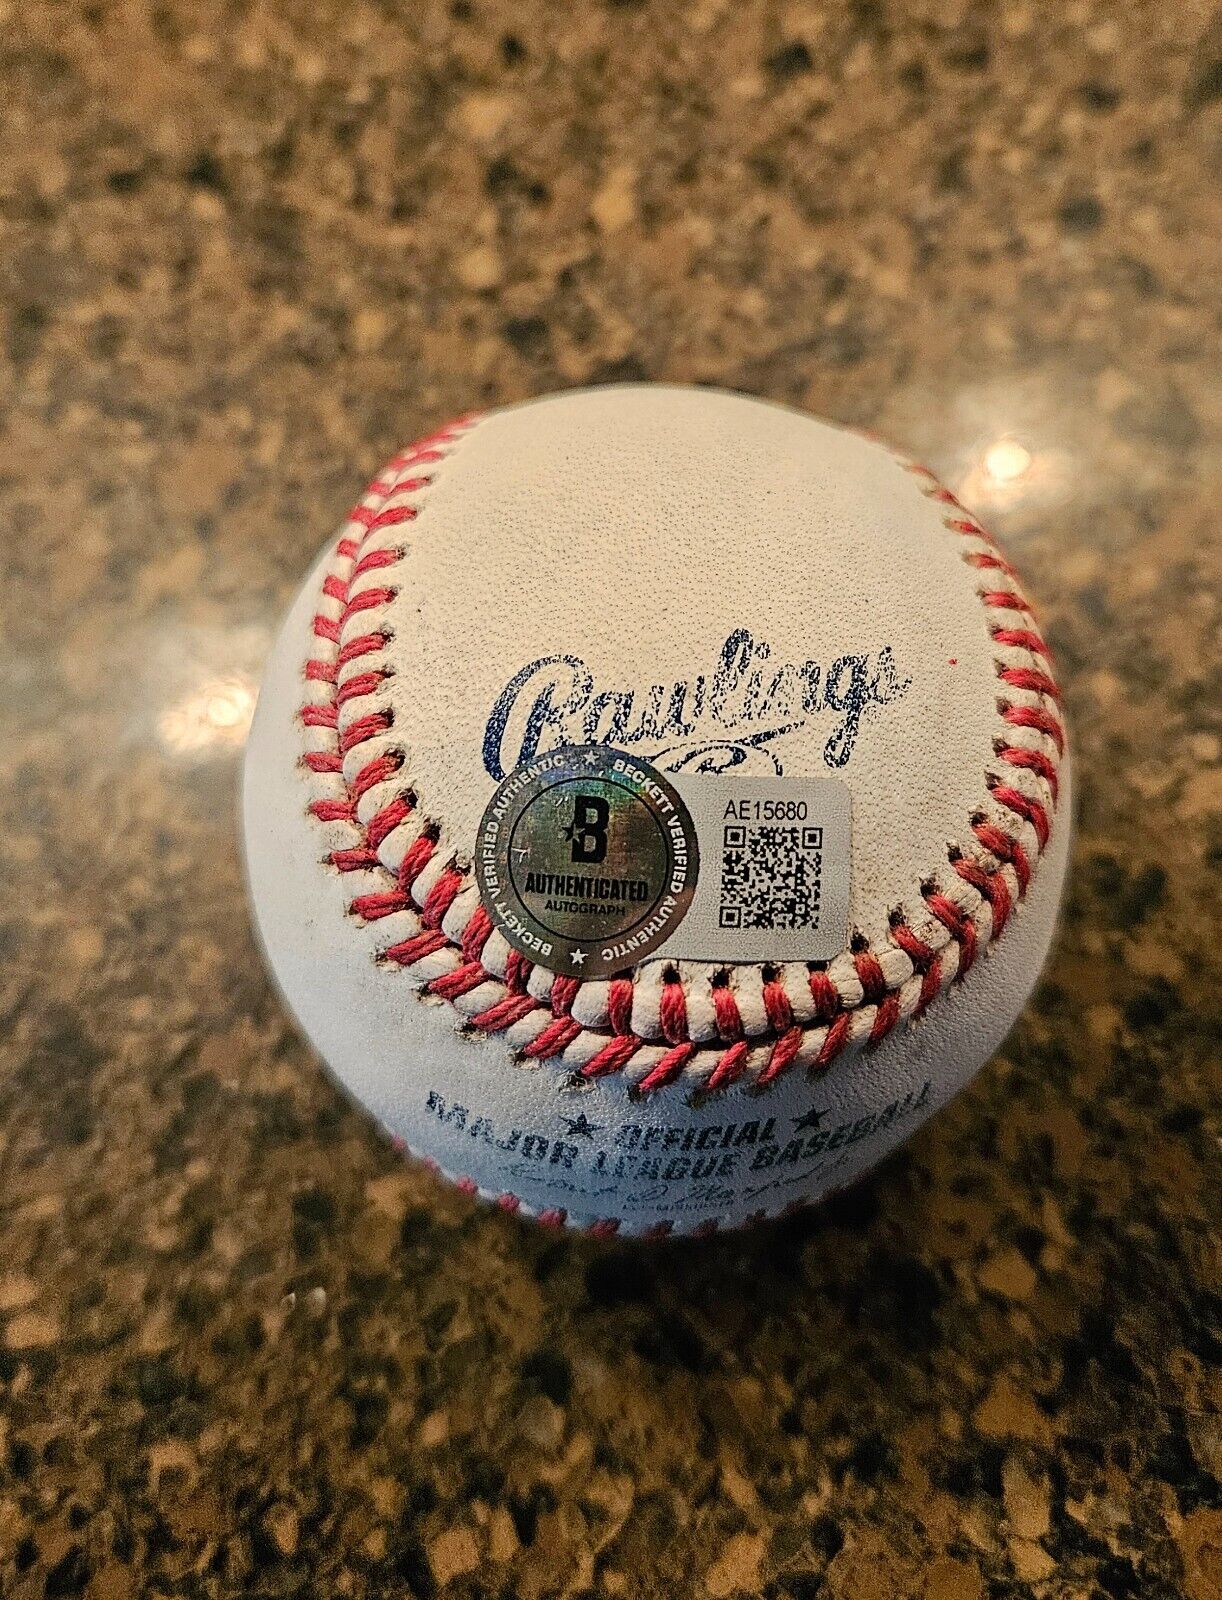 Rawlings
BECKETT VERIFIED AUTHENTIC
BECKETT VERIFIED AUTHENTIC
B
AUTHENTICATED
AUTOGRAPH
AE15680
OFFICIAL
MAJOR LEAGUE BASEBALL